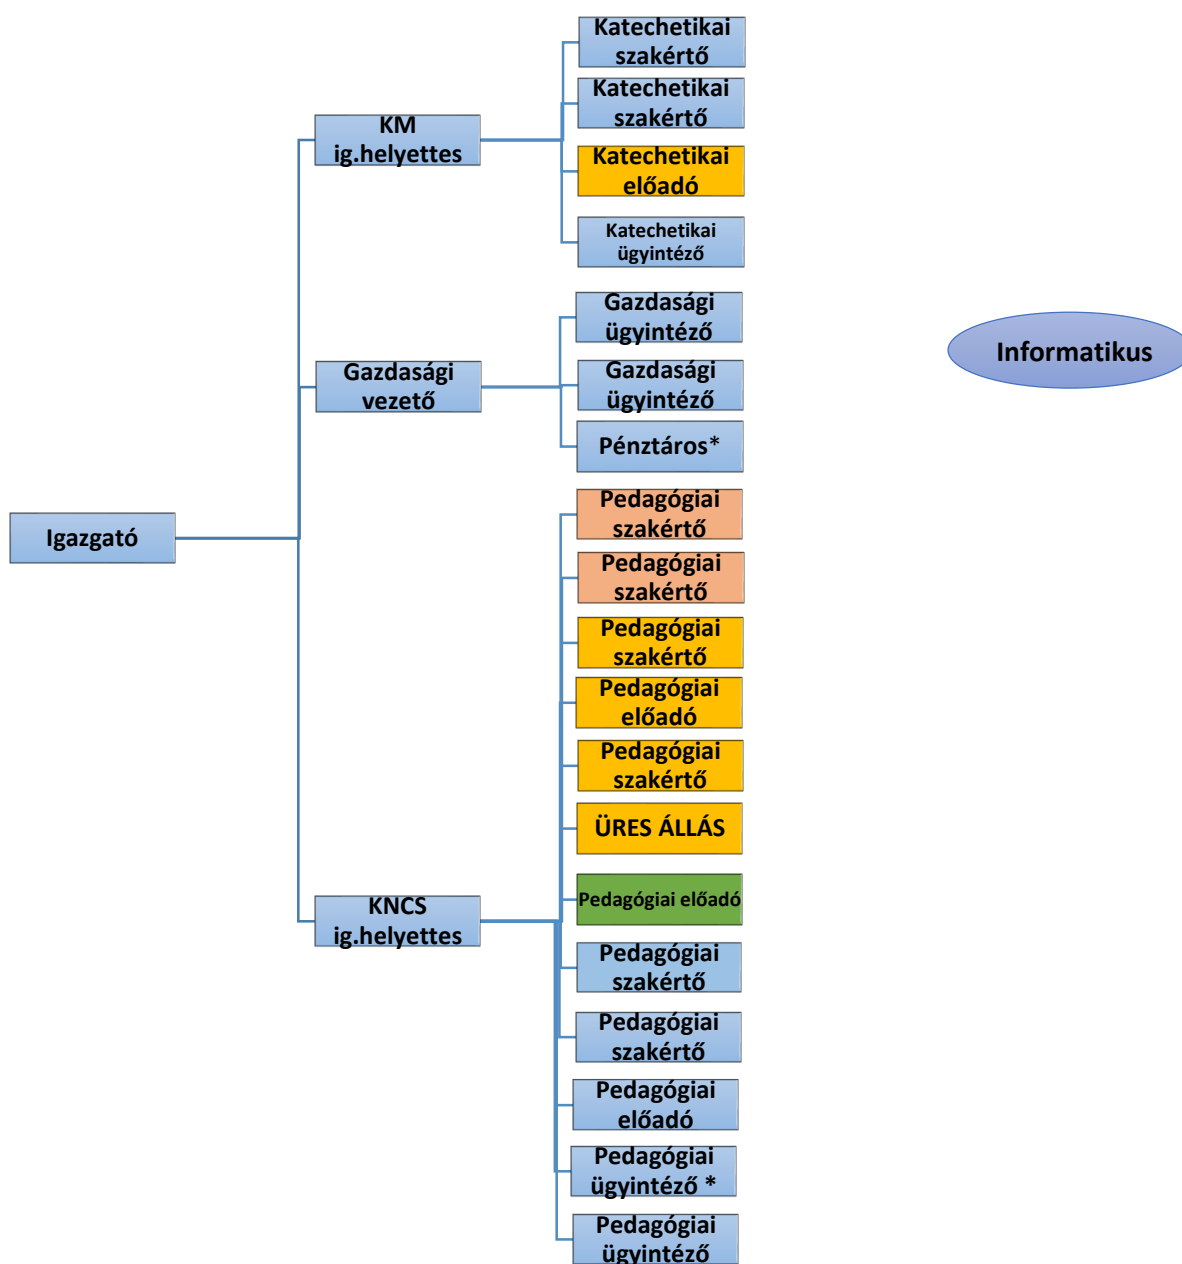 Katechetikai
szakértő
Katechetikai
szakértő
KM
ig.helyettes
Katechetikai
előadó
Katechetikai
ügyintéző
Gazdasági
ügyintéző
Informatikus
Gazdasági
vezető
Gazdasági
ügyintéző
Pénztáros*
Igazgató
Pedagógiai
szakértő
Pedagógiai
szakértő
Pedagógiai
szakértő
Pedagógiai
előadó
Pedagógiai
szakértő
ÜRES ÁLLÁS
Pedagógiai előadó
KNCS
ig.helyettes
Pedagógiai
szakértő
Pedagógiai
szakértő
Pedagógiai
előadó
Pedagógiai
ügyintéző *
Pedagógiai
ügyintéző